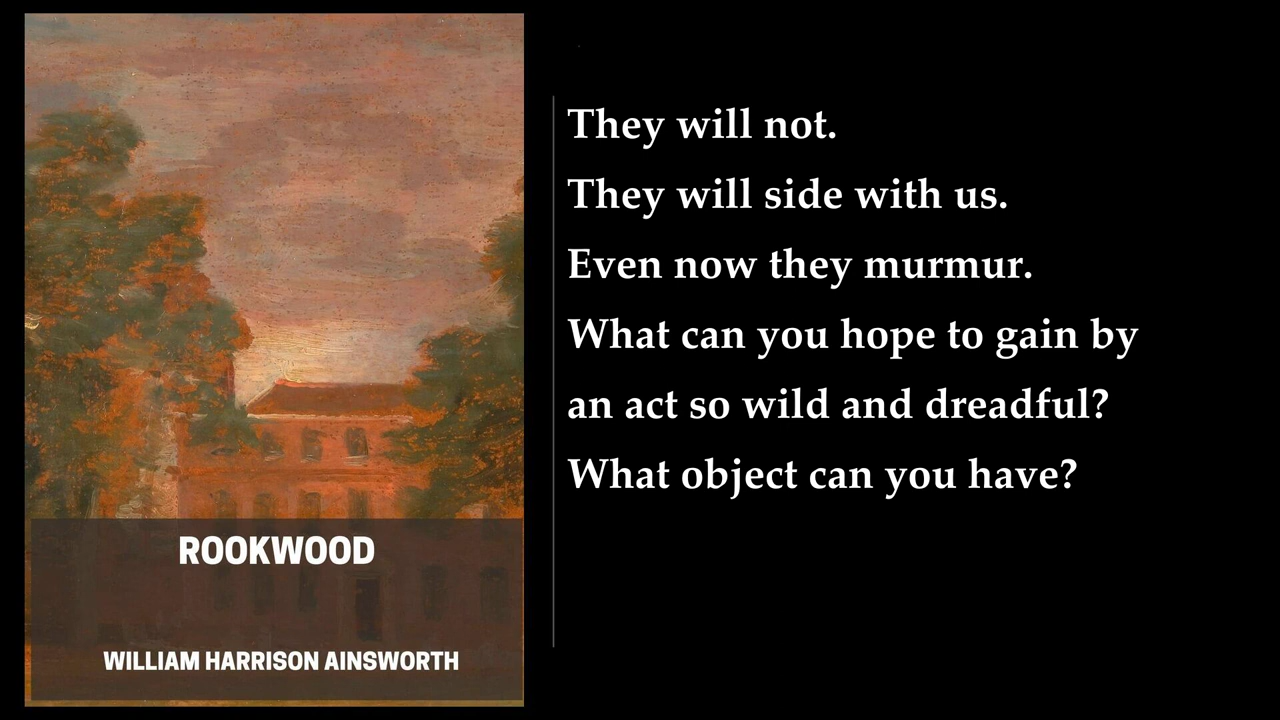 ROOKWOOD
WILLIAM HARRISON AINSWORTH
They will not.
They will side with us.
Even now they murmur.
What can you hope to gain by
an act so wild and dreadful?
What object can you have?